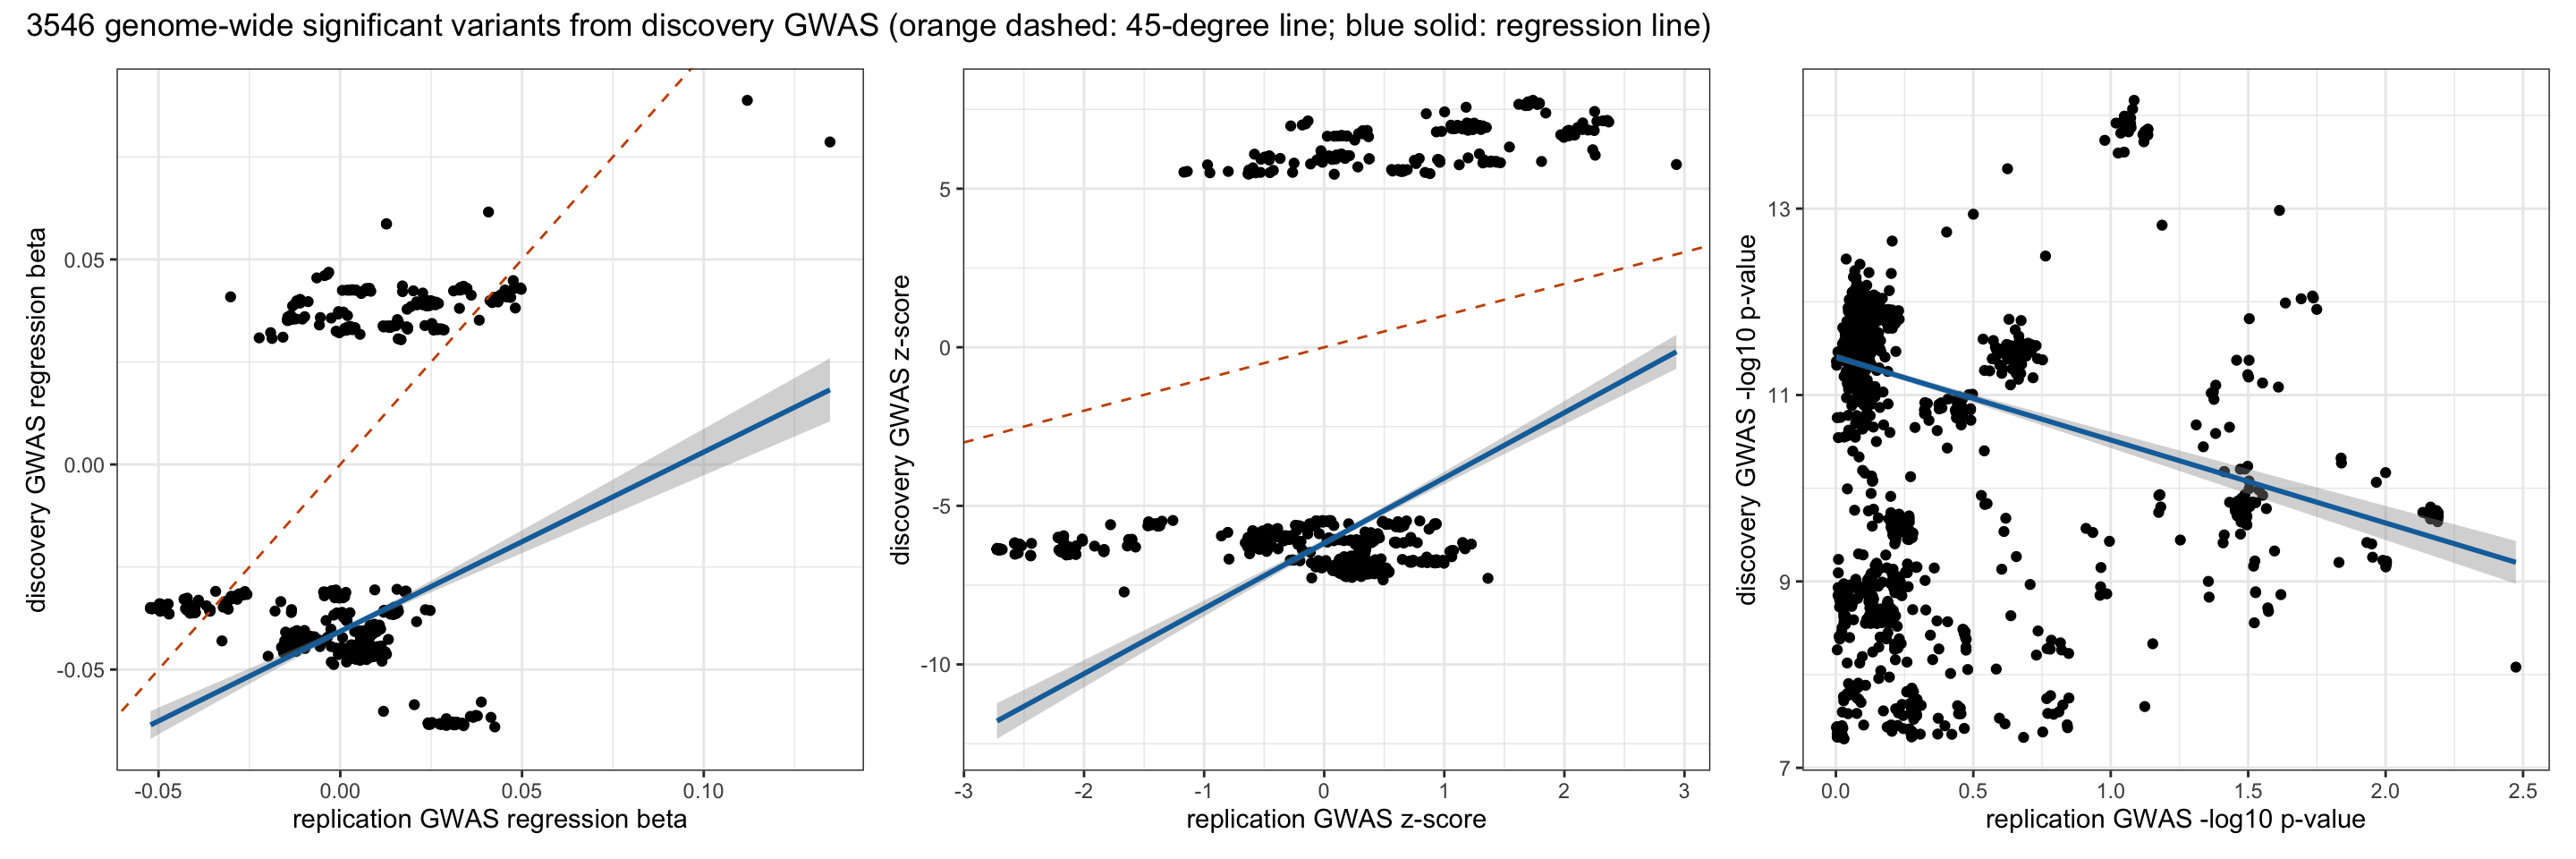 3546 genome-wide significant variants from discovery GWAS (orange dashed: 45-degree line; blue solid: regression line)
discovery GWAS regression beta
0.05
0.00
-0.05
-0.05 0.00 0.05 0.10
replication GWAS regression beta
discovery GWAS z-score
5
0
-5
-10
-3 -2 -1 0 1 2 3
replication GWAS z-score
discovery GWAS -log10 p-value
13
11
9
7
0.0 0.5 1.0 1.5 2.0 2.5
replication GWAS -log10 p-value